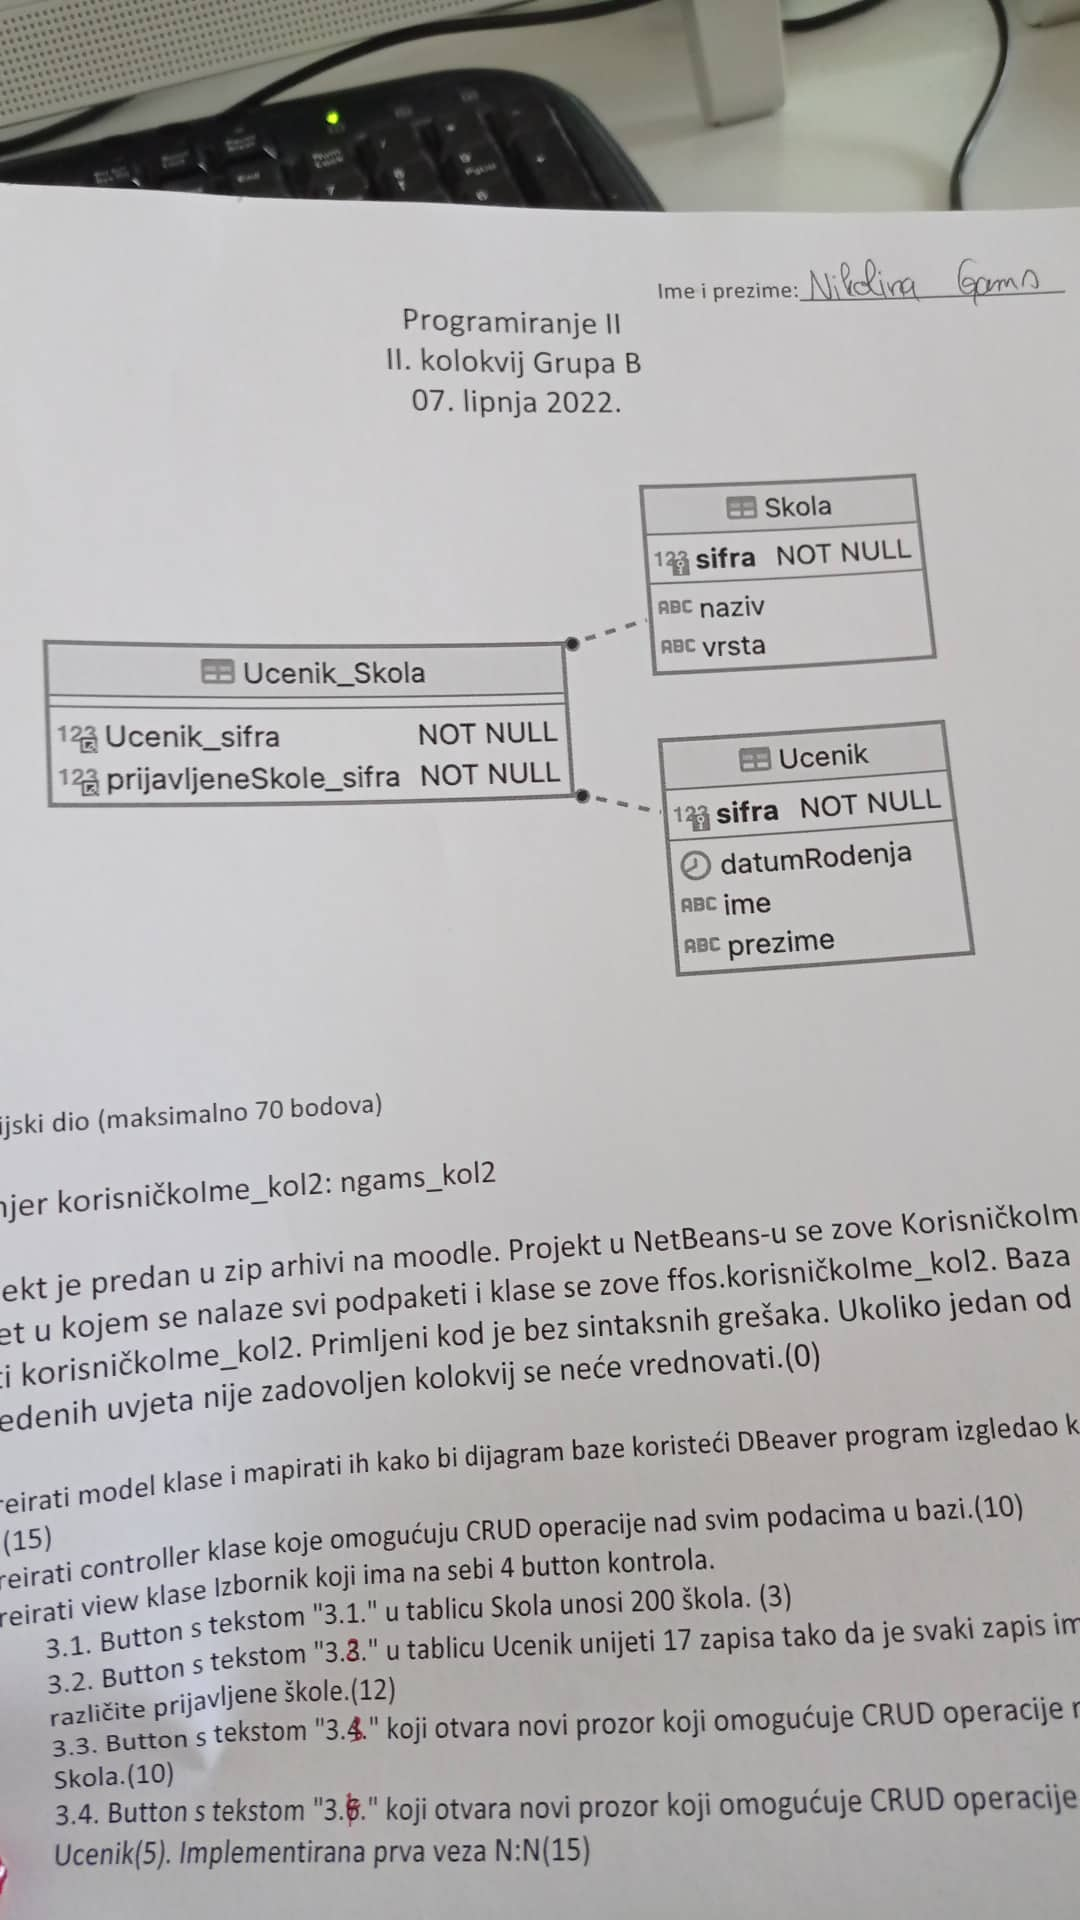 Ime i prezime: Nikolina Gams
Programiranje II
II. kolokvij Grupa B
07. lipnja 2022.
Skola
123 sifra NOT NULL
ABC naziv
ABC vrsta
Ucenik_Skola
123 Ucenik_sifra NOT NULL
123 prijavljeneSkole_sifra NOT NULL
Ucenik
123 sifra NOT NULL
datumRodenja
ABC ime
ABC prezime
ijski dio (maksimalno 70 bodova)
njer korisničkoIme_kol2: ngams_kol2
ekt je predan u zip arhivi na moodle. Projekt u NetBeans-u se zove KorisničkoIm
et u kojem se nalaze svi podpaketi i klase se zove ffos.korisničkoIme_kol2. Baza
ti korisničkoIme_kol2. Primljeni kod je bez sintaksnih grešaka. Ukoliko jedan od
edenih uvjeta nije zadovoljen kolokvij se neće vrednovati.(0)
reirati model klase i mapirati ih kako bi dijagram baze koristeći DBeaver program izgledao k
(15)
reirati controller klase koje omogućuju CRUD operacije nad svim podacima u bazi.(10)
reirati view klase Izbornik koji ima na sebi 4 button kontrola.
3.1. Button s tekstom "3.1." u tablicu Skola unosi 200 škola. (3)
3.2. Button s tekstom "3.2." u tablicu Ucenik unijeti 17 zapisa tako da je svaki zapis im
različite prijavljene škole.(12)
3.3. Button s tekstom "3.3." koji otvara novi prozor koji omogućuje CRUD operacije n
Skola.(10)
3.4. Button s tekstom "3." koji otvara novi prozor koji omogućuje CRUD operacije
Ucenik(5). Implementirana prva veza N:N(15)